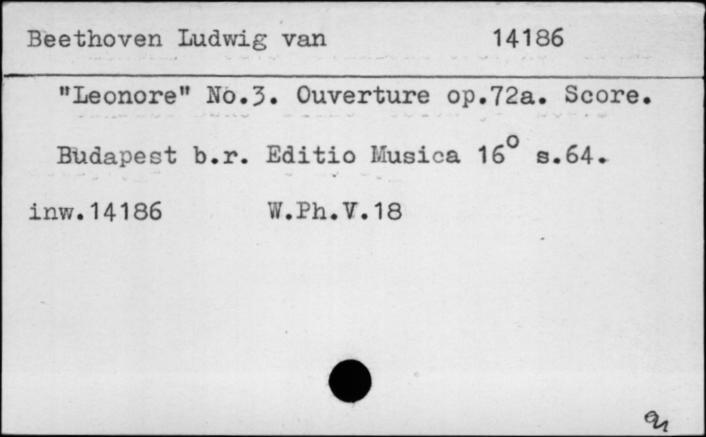 Beethoven Ludwig van 14186
"Leonore" No.3. Ouverture op.72a. Score.
Budapest b.r. Editio Musica 16° s.64.
inw.14186 W.Ph.V.18